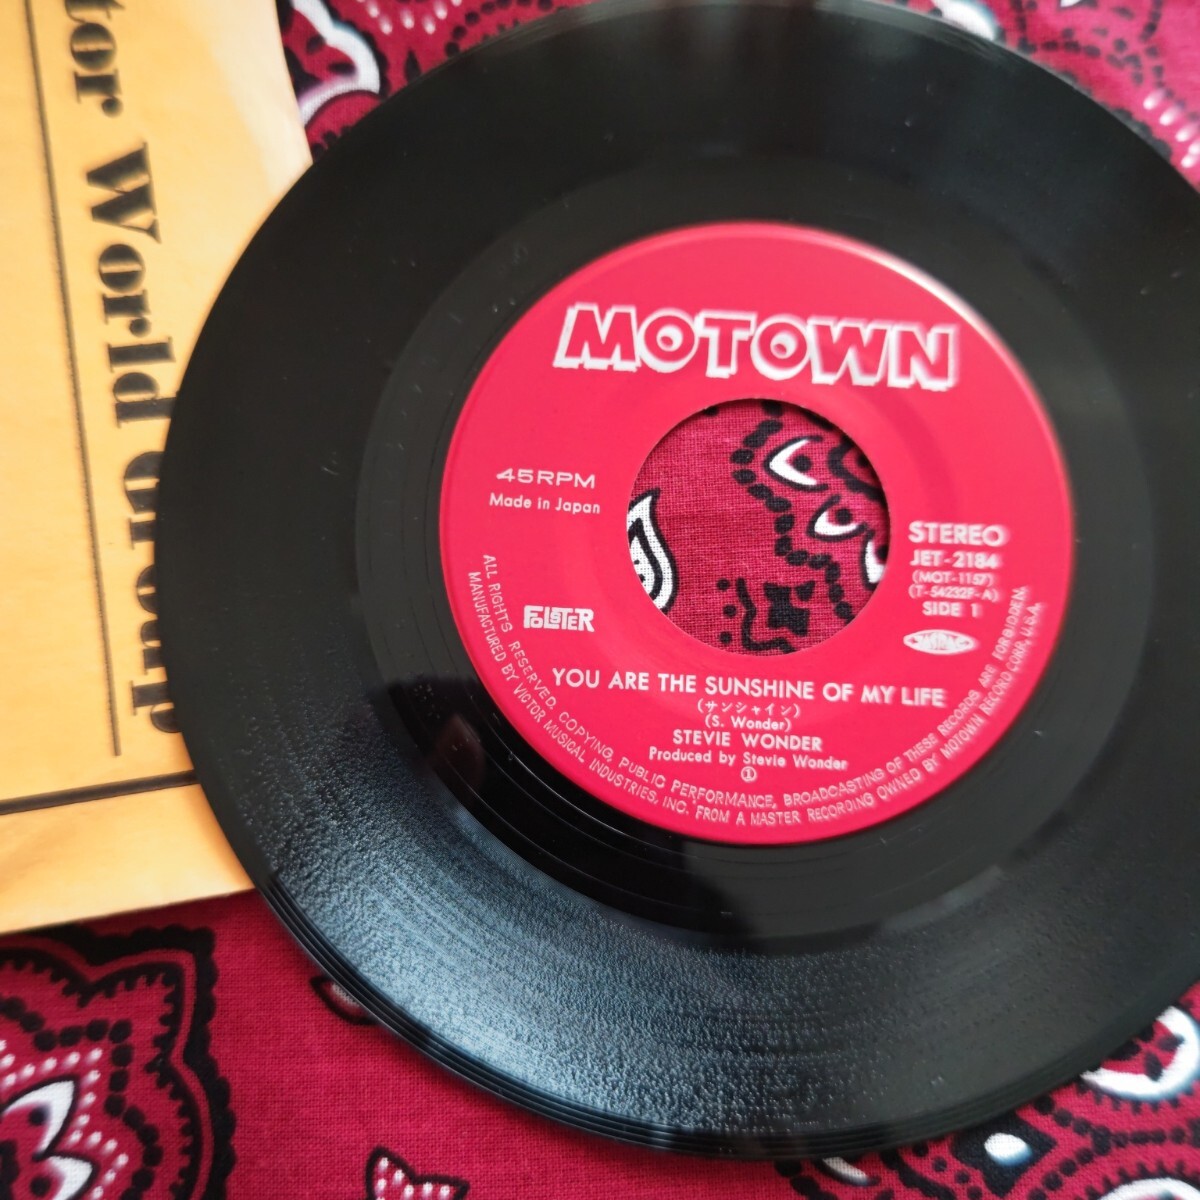 tor World Group
MOTOWN
45RPM
Made in Japan
STEREO
JET-2184
(MOT-1157)
(T-54232F-A)
SIDE 1
FOLSTER
YOU ARE THE SUNSHINE OF MY LIFE
(サンシャイン)
(S. Wonder)
STEVIE WONDER
Produced by Stevie Wonder
①
ALL RIGHTS RESERVED. COPYING, PUBLIC PERFORMANCE, BROADCASTING OF THESE RECORDS ARE FORBIDDEN.
MANUFACTURED BY VICTOR MUSICAL INDUSTRIES, INC. FROM A MASTER RECORDING OWNED BY MOTOWN RECORD CORP. U.S.A.